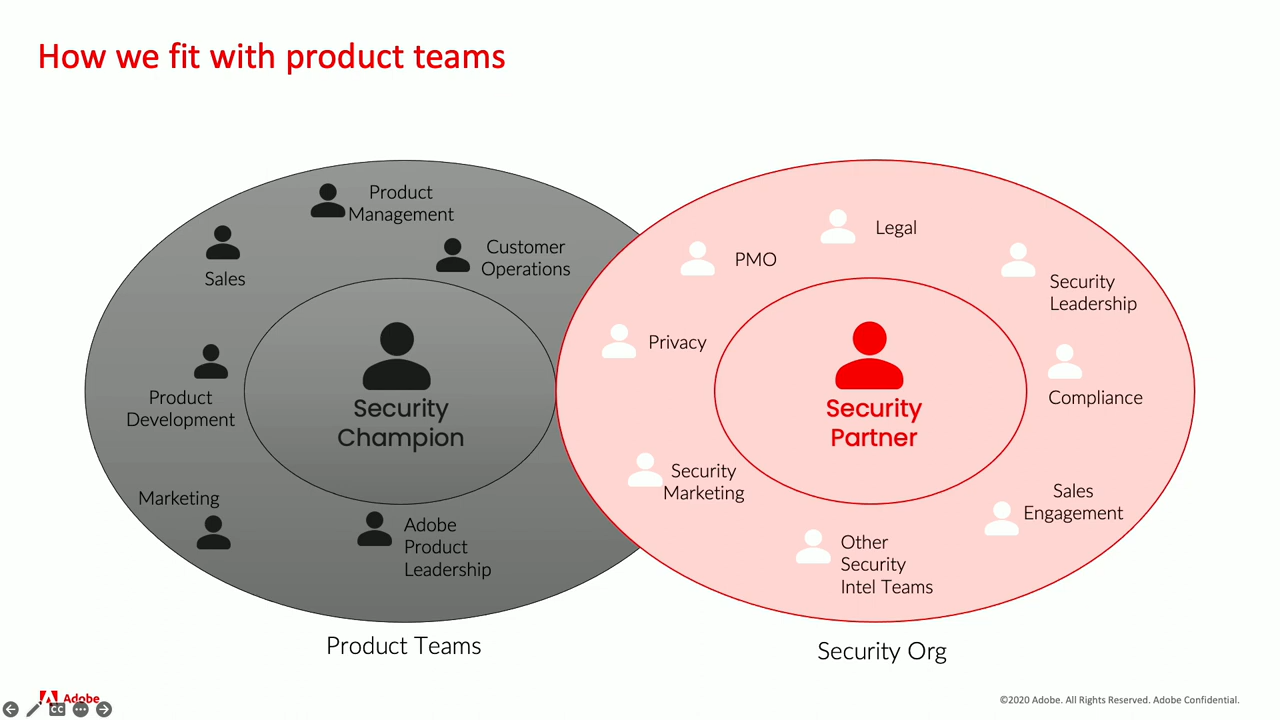 How we fit with product teams
Product
Management
Customer
Operations
Sales
Product
Development
Security
Champion
Marketing
Adobe
Product
Leadership
Product Teams
Legal
PMO
Security
Leadership
Privacy
Compliance
Security
Partner
Security
Marketing
Sales
Engagement
Other
Security
Intel Teams
Security Org
Adobe
CC
©2020 Adobe. All Rights Reserved. Adobe Confidential.